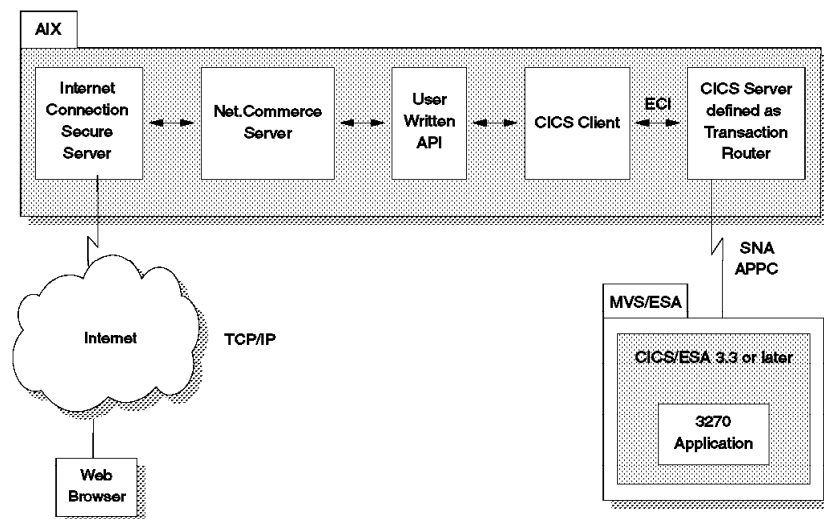 AIX
Internet
Connection
Secure
Server
Net.Commerce
Server
User
Written
API
CICS Client
ECI
CICS Server
defined as
Transaction
Router
SNA
APPC
MVS/ESA
Internet
TCP/IP
CICS/ESA 3.3 or later
3270
Application
Web
Browser